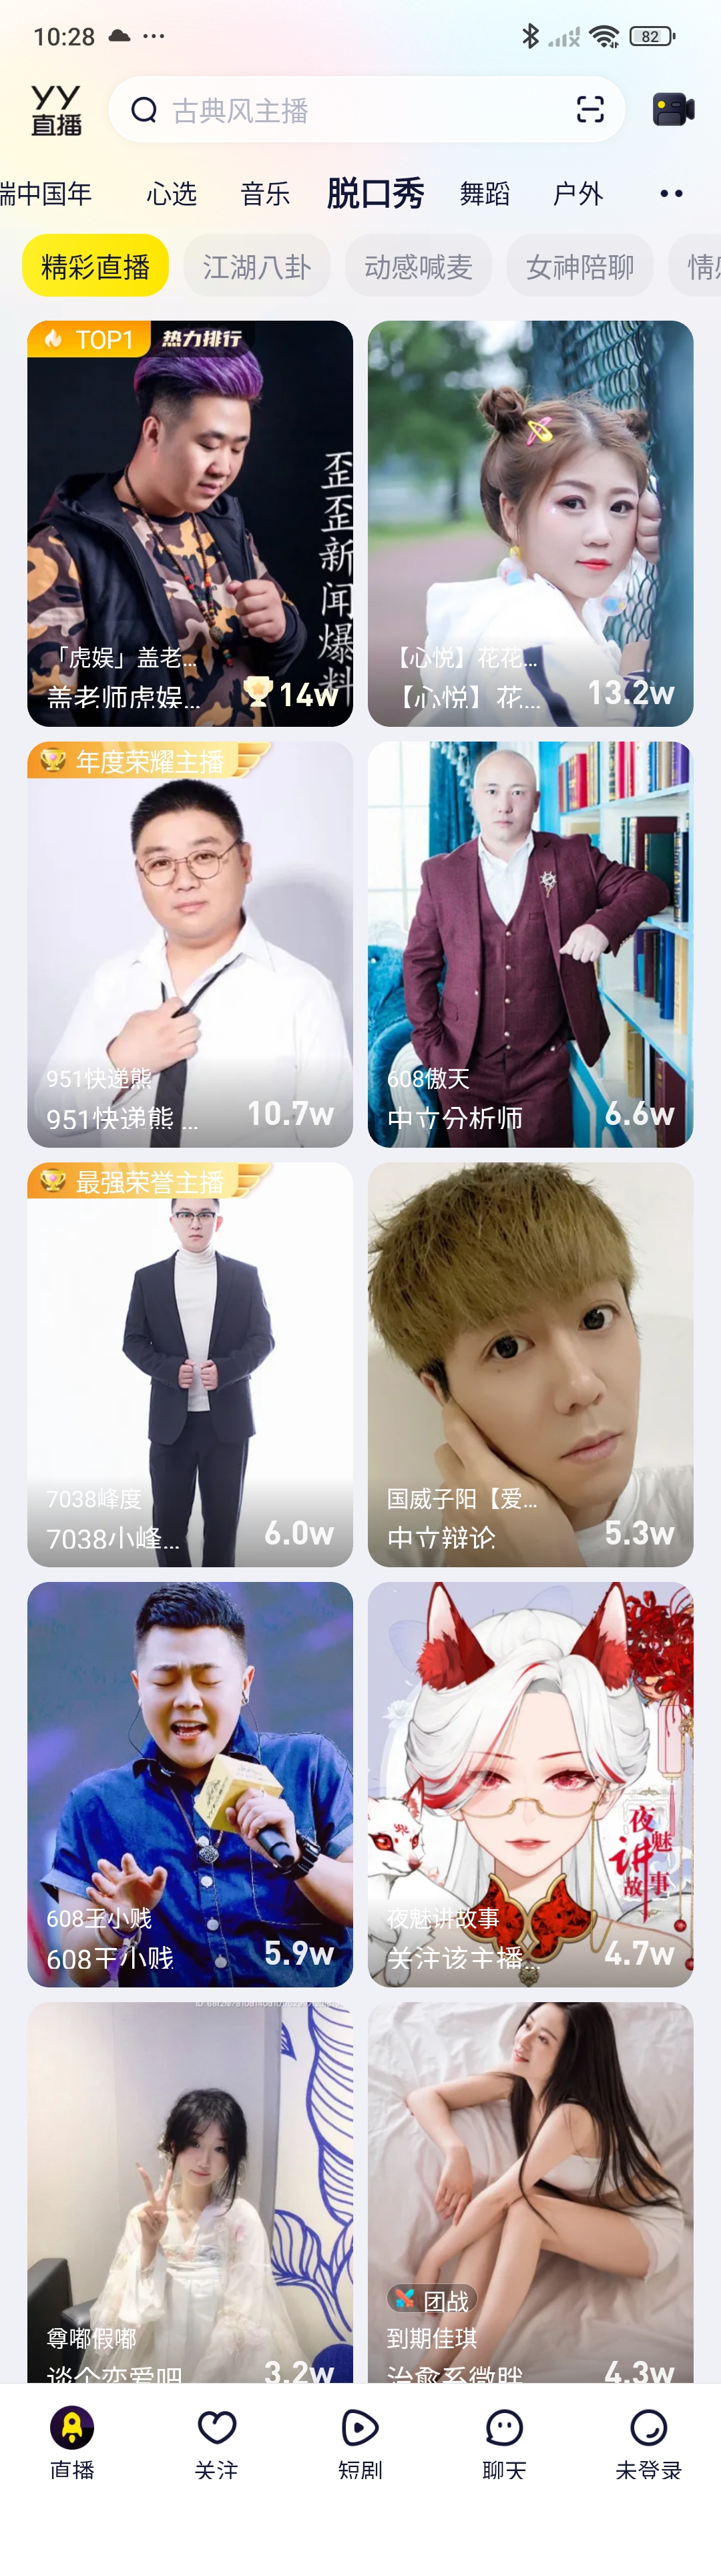 10:28
82
YY
直播
古典风主播
端中国年 心选 音乐 脱口秀 舞蹈 户外
精彩直播 江湖八卦 动感喊麦 女神陪聊 情感
TOP1 热力排行
歪歪新闻爆料
「虎娱」盖老...
盖老师虎娱... 14w
【心悦】花花...
【心悦】花... 13.2w
年度荣耀主播
951快递熊
951快递熊 ... 10.7w
608傲天
中立分析师 6.6w
最强荣誉主播
7038峰度
7038小峰... 6.0w
国威子阳【爱...
中立辩论 5.3w
608王小贱
608王小贱 5.9w
夜魅
讲故事
夜魅讲故事
关注该主播... 4.7w
尊嘟假嘟
谈个恋爱吧 3.2w
团战
到期佳琪
治愈系微胖 4.3w
直播 关注 短剧 聊天 未登录